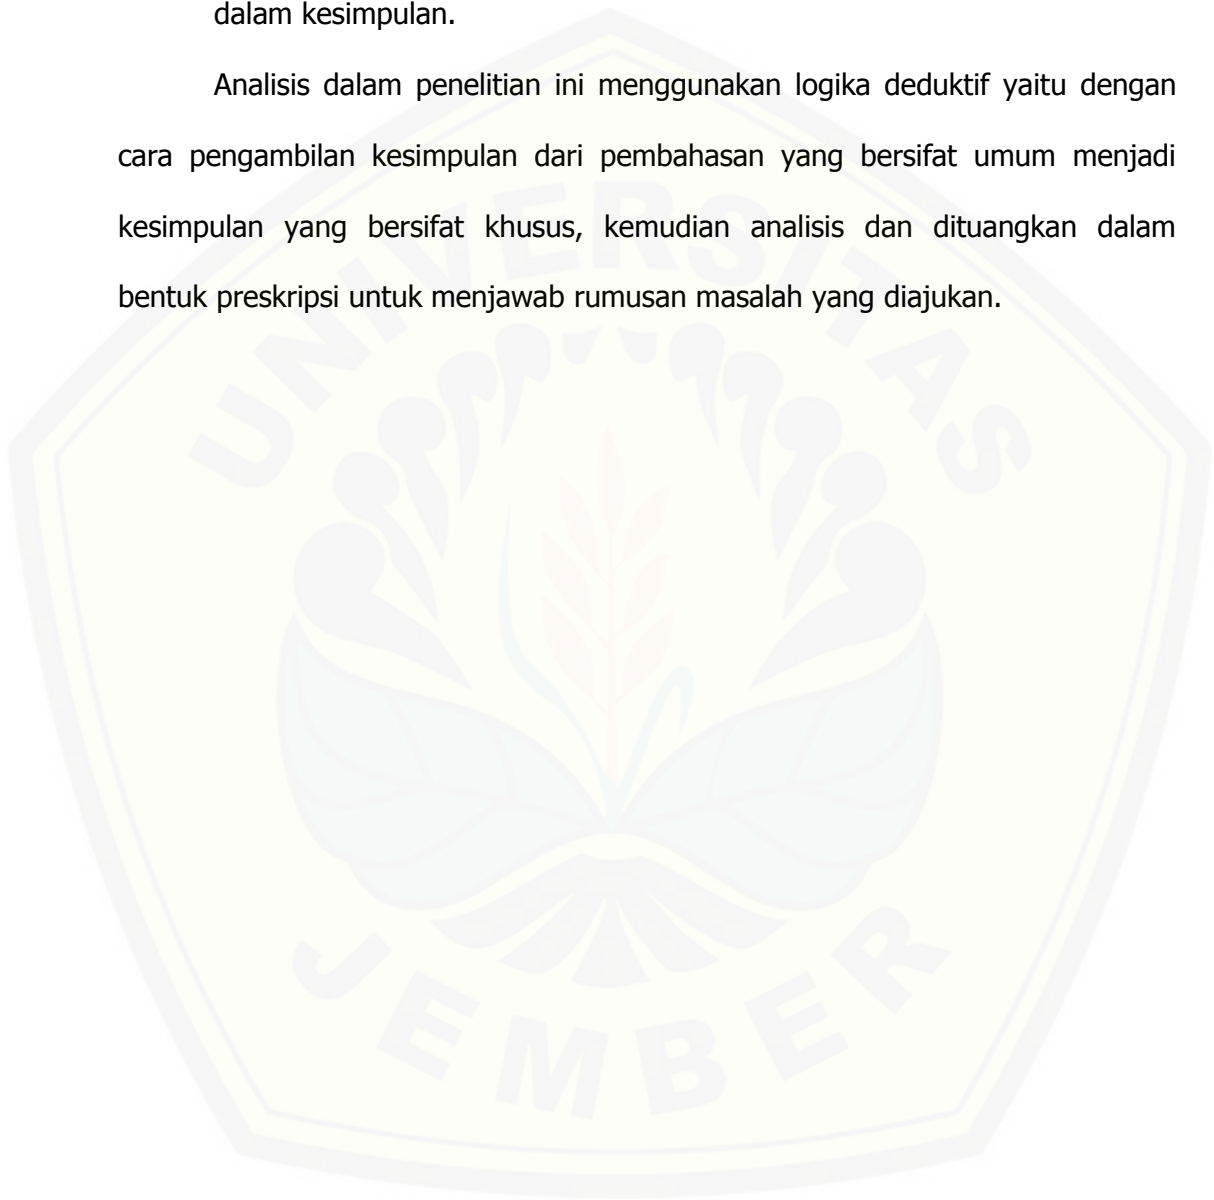 dalam kesimpulan.
Analisis dalam penelitian ini menggunakan logika deduktif yaitu dengan
cara pengambilan kesimpulan dari pembahasan yang bersifat umum menjadi
kesimpulan yang bersifat khusus, kemudian analisis dan dituangkan dalam
bentuk preskripsi untuk menjawab rumusan masalah yang diajukan.
UNIVERSITAS
JEMBER